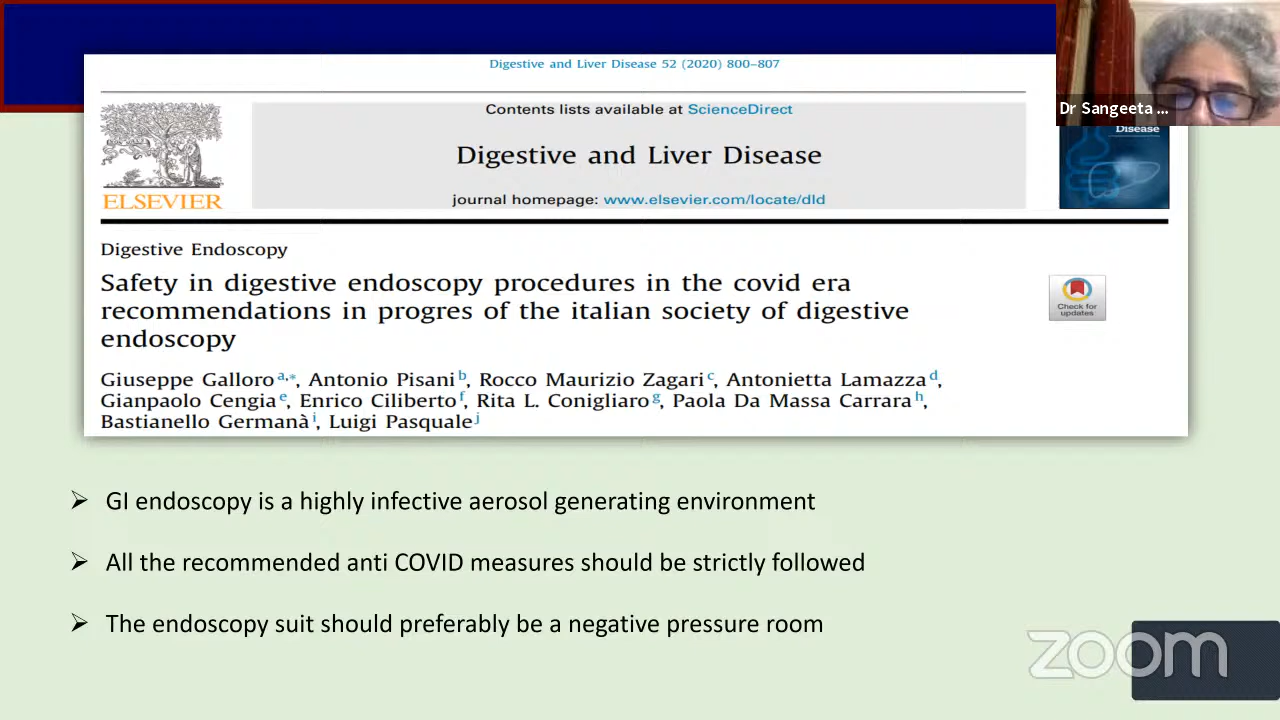 Digestive and Liver Disease 52 (2020) 800–807
Contents lists available at ScienceDirect
Digestive and Liver Disease
journal homepage: www.elsevier.com/locate/dld
ELSEVIER
Dr Sangeeta ...
Disease
Digestive Endoscopy
Safety in digestive endoscopy procedures in the covid era
recommendations in progres of the italian society of digestive
endoscopy
Check for
updates
Giuseppe Galloro a,*, Antonio Pisani b, Rocco Maurizio Zagari c, Antonietta Lamazza d,
Gianpaolo Cengia e, Enrico Ciliberto f, Rita L. Conigliaro g, Paola Da Massa Carrara h,
Bastianello Germanà i, Luigi Pasquale j
➢ GI endoscopy is a highly infective aerosol generating environment
➢ All the recommended anti COVID measures should be strictly followed
➢ The endoscopy suit should preferably be a negative pressure room
zoom